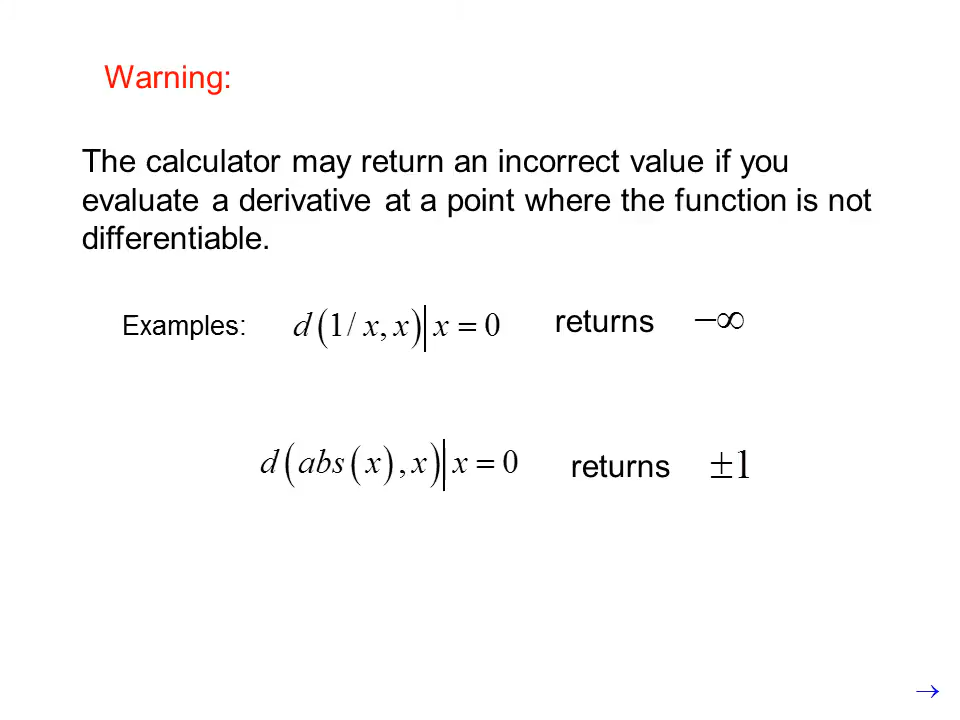 Warning:
The calculator may return an incorrect value if you
evaluate a derivative at a point where the function is not
differentiable.
Examples: d(1/ x, x)| x = 0 returns −∞
d(abs(x), x)| x = 0 returns ±1
→